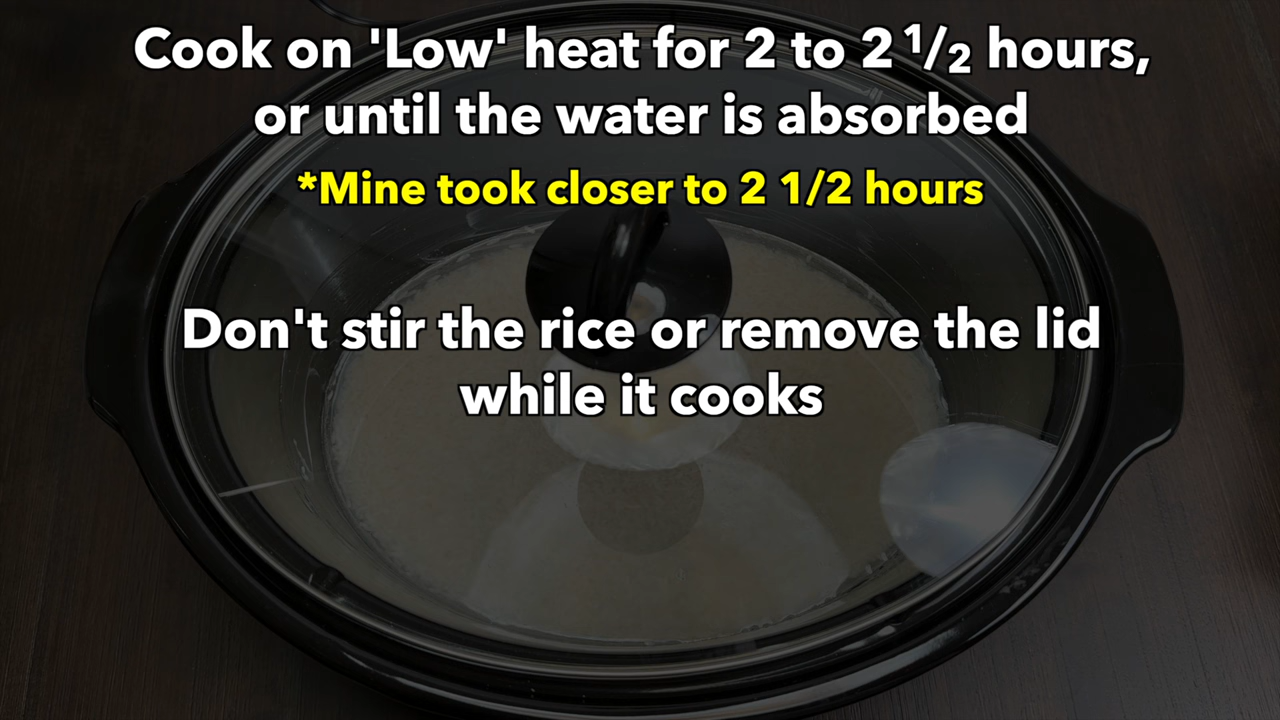 Cook on 'Low' heat for 2 to 2 1/2 hours,
or until the water is absorbed
*Mine took closer to 2 1/2 hours
Don't stir the rice or remove the lid
while it cooks